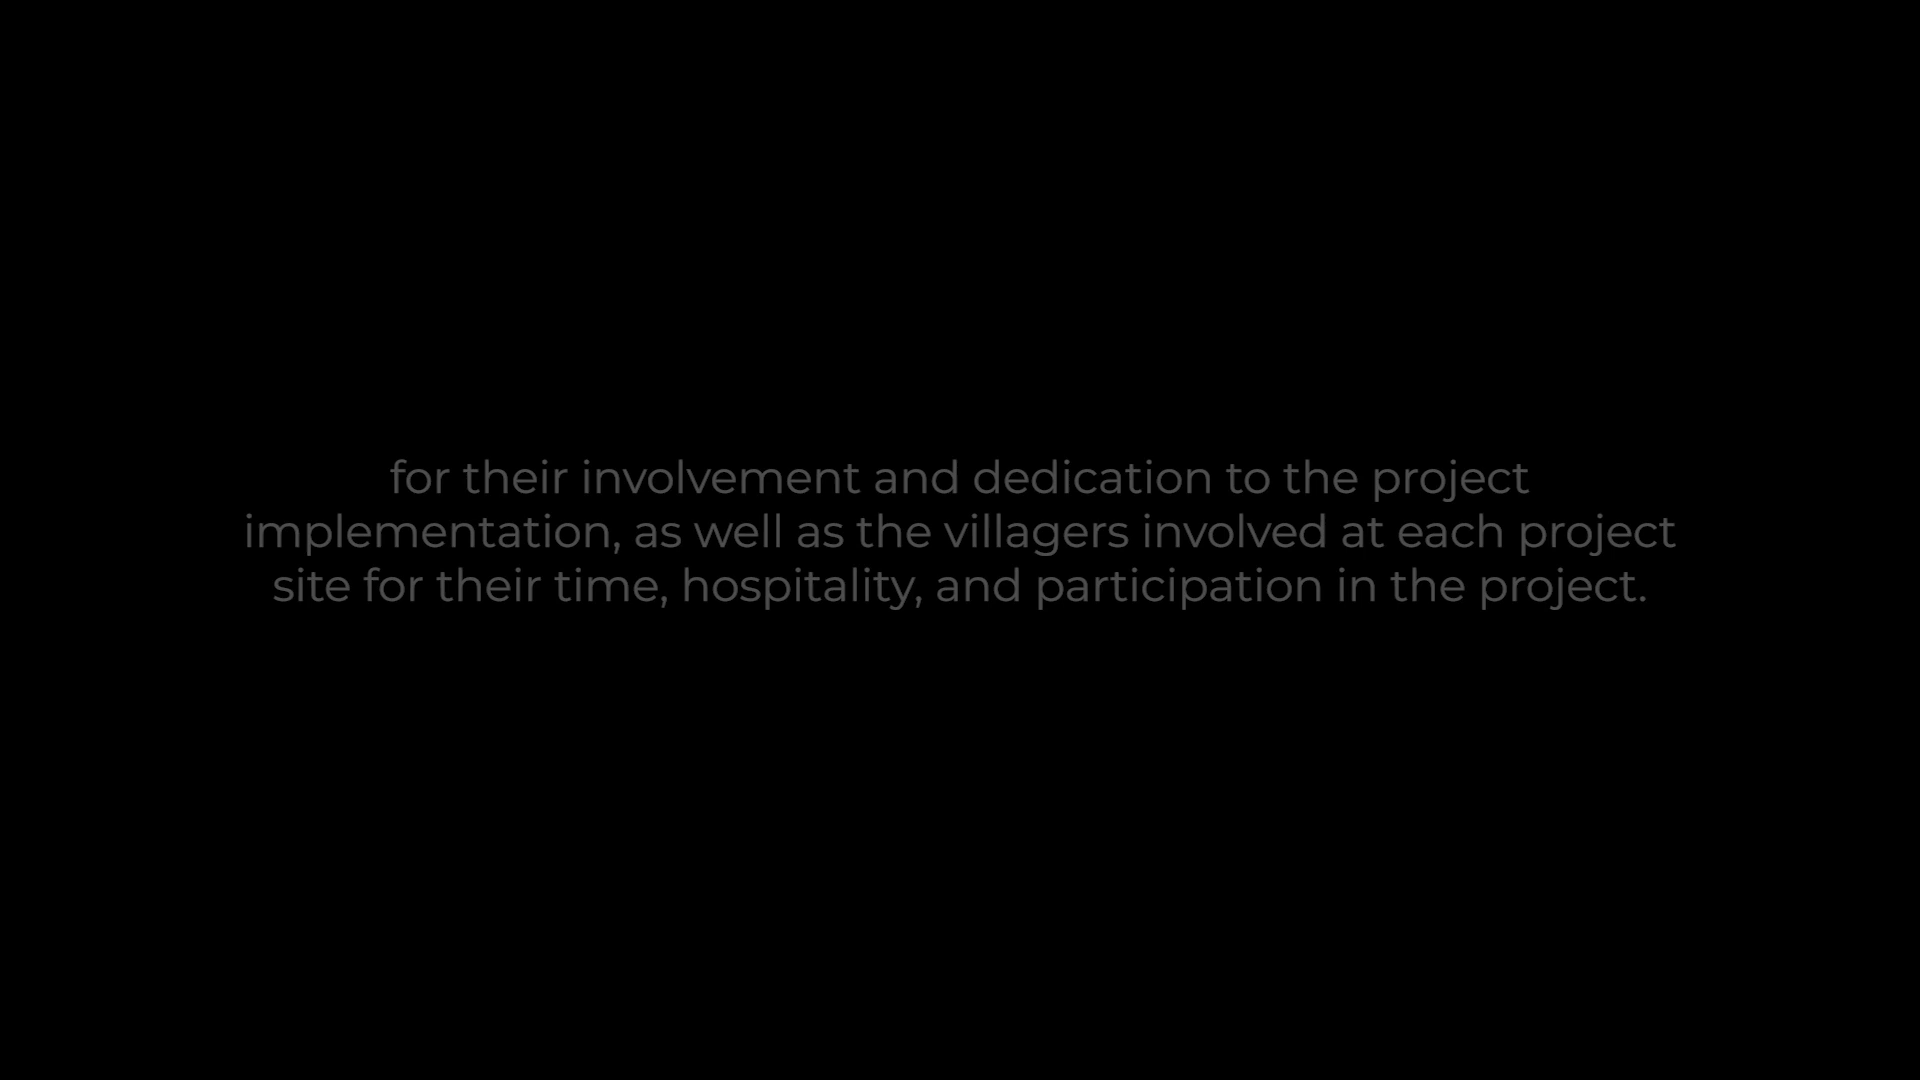 for their involvement and dedication to the project
implementation, as well as the villagers involved at each project
site for their time, hospitality, and participation in the project.